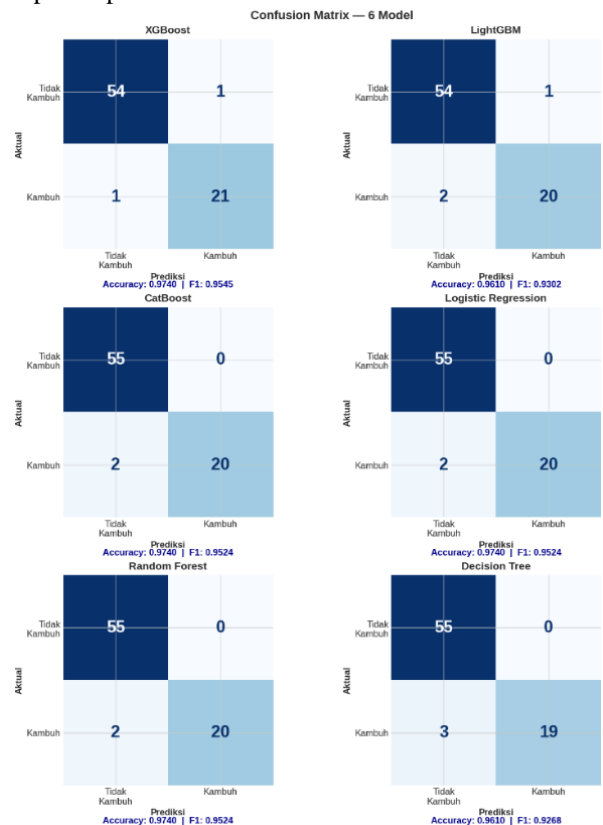 Confusion Matrix — 6 Model
XGBoost
LightGBM
Tidak
Kambuh
54
1
Aktual
Kambuh
1
21
Tidak
Kambuh
Kambuh
Prediksi
Accuracy: 0.9740 | F1: 0.9545
Tidak
Kambuh
54
1
Aktual
Kambuh
2
20
Tidak
Kambuh
Kambuh
Prediksi
Accuracy: 0.9610 | F1: 0.9302
CatBoost
Logistic Regression
Tidak
Kambuh
55
0
Aktual
Kambuh
2
20
Tidak
Kambuh
Kambuh
Prediksi
Accuracy: 0.9740 | F1: 0.9524
Tidak
Kambuh
55
0
Aktual
Kambuh
2
20
Tidak
Kambuh
Kambuh
Prediksi
Accuracy: 0.9740 | F1: 0.9524
Random Forest
Decision Tree
Tidak
Kambuh
55
0
Aktual
Kambuh
2
20
Tidak
Kambuh
Kambuh
Prediksi
Accuracy: 0.9740 | F1: 0.9524
Tidak
Kambuh
55
0
Aktual
Kambuh
3
19
Tidak
Kambuh
Kambuh
Prediksi
Accuracy: 0.9610 | F1: 0.9268